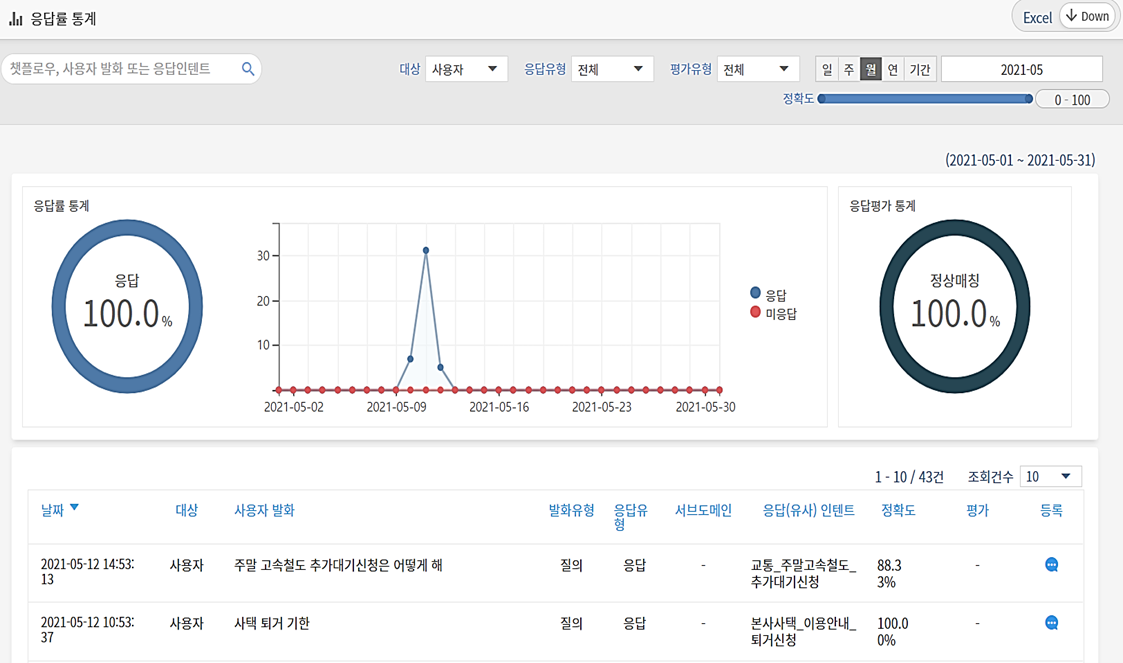 응답률 통계
Excel
Down
챗플로우, 사용자 발화 또는 응답인텐트
대상
사용자
응답유형
전체
평가유형
전체
일 주 월 연 기간
2021-05
정확도
0 - 100
(2021-05-01 ~ 2021-05-31)
응답률 통계
응답
100.0%
30
20
10
2021-05-02 2021-05-09 2021-05-16 2021-05-23 2021-05-30
응답
미응답
응답평가 통계
정상매칭
100.0%
1 - 10 / 43건
조회건수
10
날짜 대상 사용자 발화 발화유형 응답유 서브도메인 응답(유사) 인텐트 정확도 평가 등록
형
2021-05-12 14:53: 사용자 주말 고속철도 추가대기신청은 어떻게 해 질의 응답 - 교통_주말고속철도_ 88.3 -
13 추가대기신청 3%
2021-05-12 10:53: 사용자 사택 퇴거 기한 질의 응답 - 본사사택_이용안내_ 100.0 -
37 퇴거신청 0%